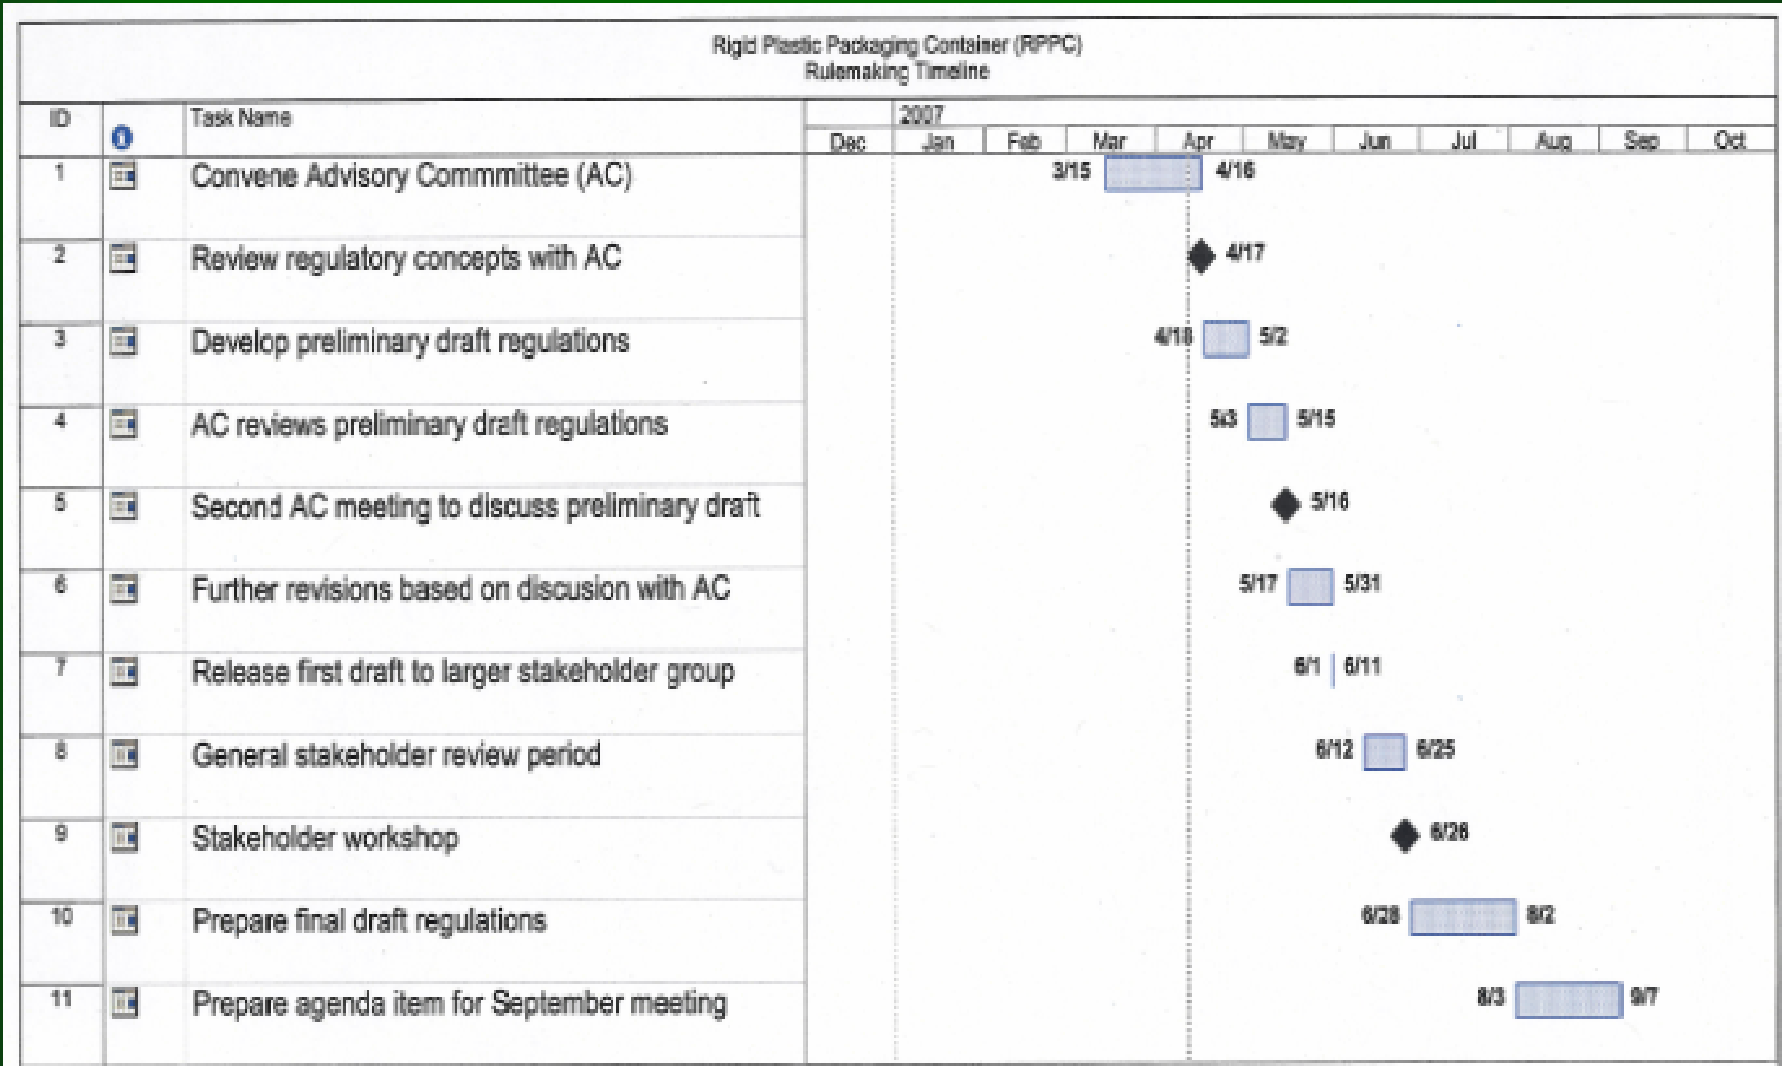 Rigid Plastic Packaging Container (RPPC)
Rulemaking Timeline
ID Task Name 2007
Dec Jan Feb Mar Apr May Jun Jul Aug Sep Oct
1 Convene Advisory Commmittee (AC) 3/15 4/16
2 Review regulatory concepts with AC 4/17
3 Develop preliminary draft regulations 4/18 5/2
4 AC reviews preliminary draft regulations 5/3 5/15
5 Second AC meeting to discuss preliminary draft 5/16
6 Further revisions based on discusion with AC 5/17 5/31
7 Release first draft to larger stakeholder group 6/1 6/11
8 General stakeholder review period 6/12 6/25
9 Stakeholder workshop 6/26
10 Prepare final draft regulations 6/28 8/2
11 Prepare agenda item for September meeting 8/3 9/7